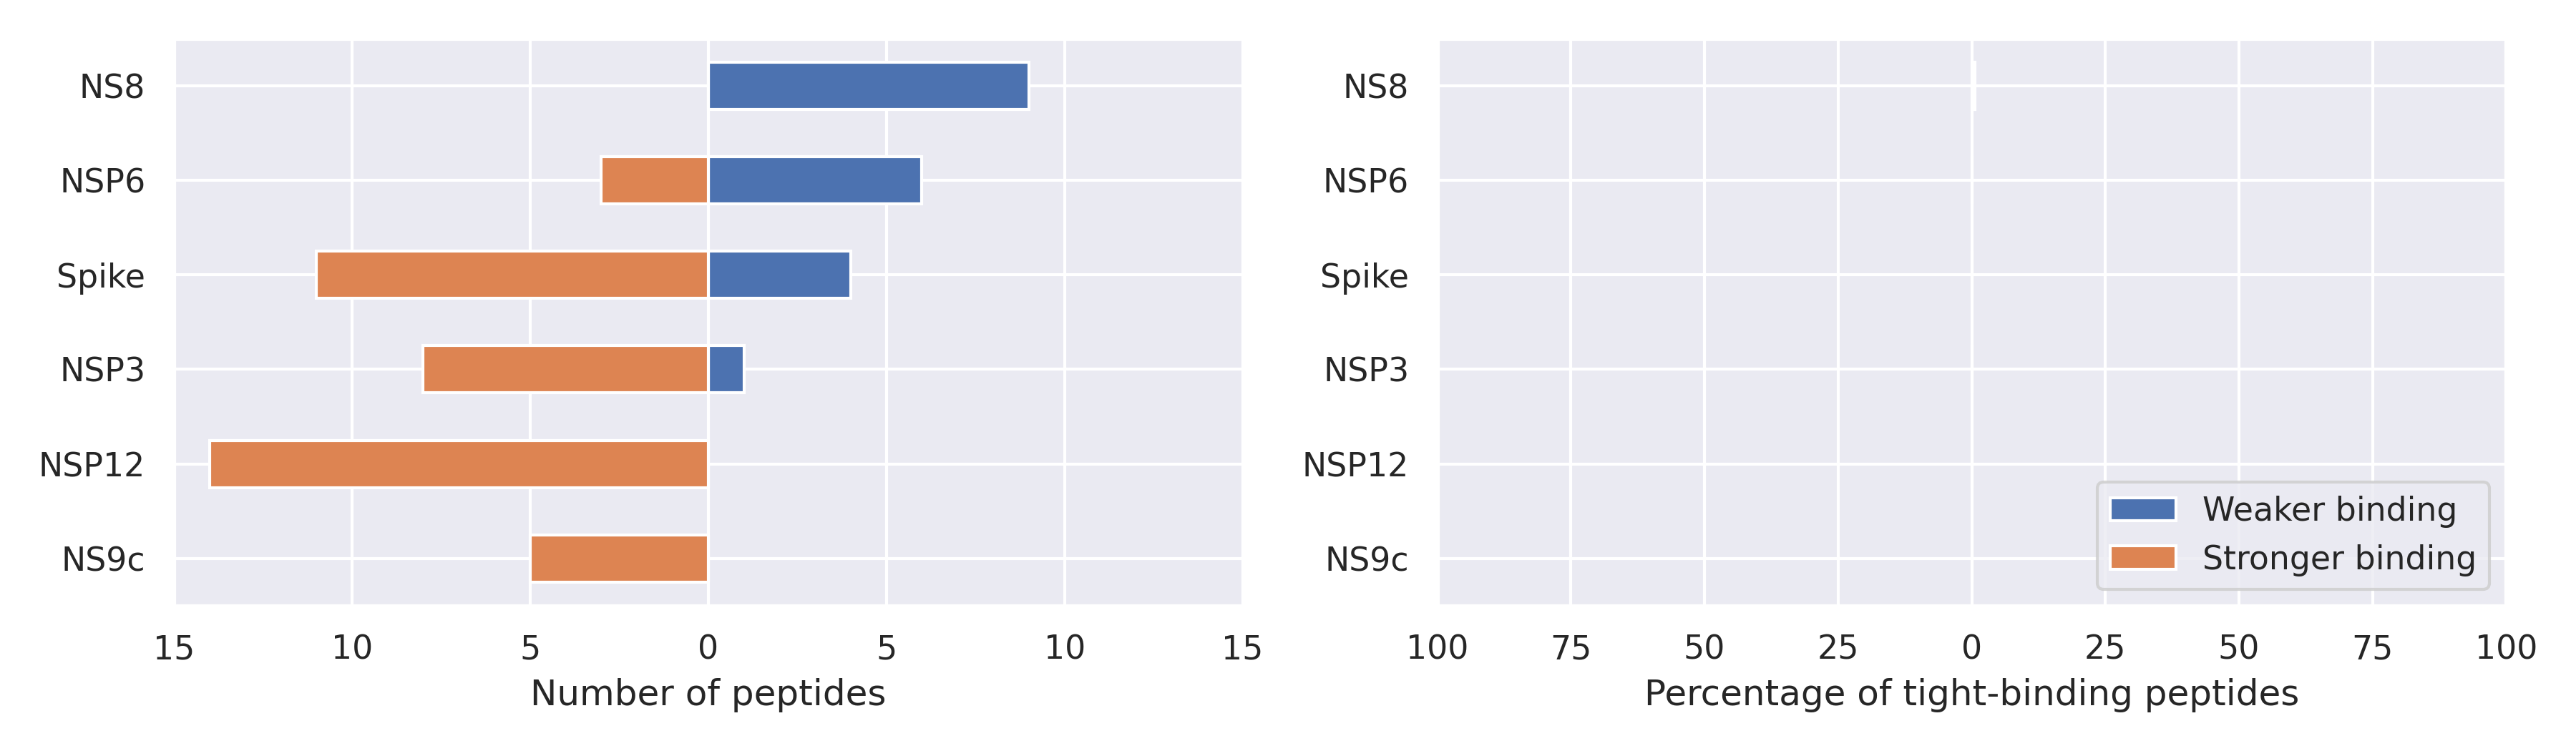 NS8
NSP6
Spike
NSP3
NSP12
NS9c
15 10 5 0 5 10 15
Number of peptides
NS8
NSP6
Spike
NSP3
NSP12
NS9c
Weaker binding
Stronger binding
100 75 50 25 0 25 50 75 100
Percentage of tight-binding peptides